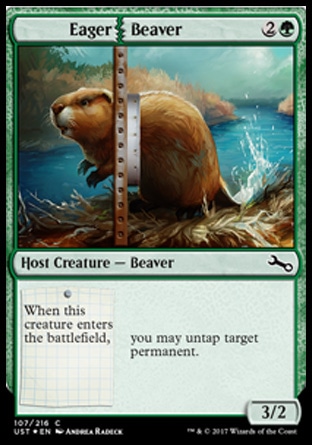 Eager Beaver 2
Host Creature — Beaver
When this
creature enters
the battlefield,
you may untap target
permanent.
107/216 C
UST ★ EN ANDREA RADECK
™ & © 2017 Wizards of the Coast
3/2